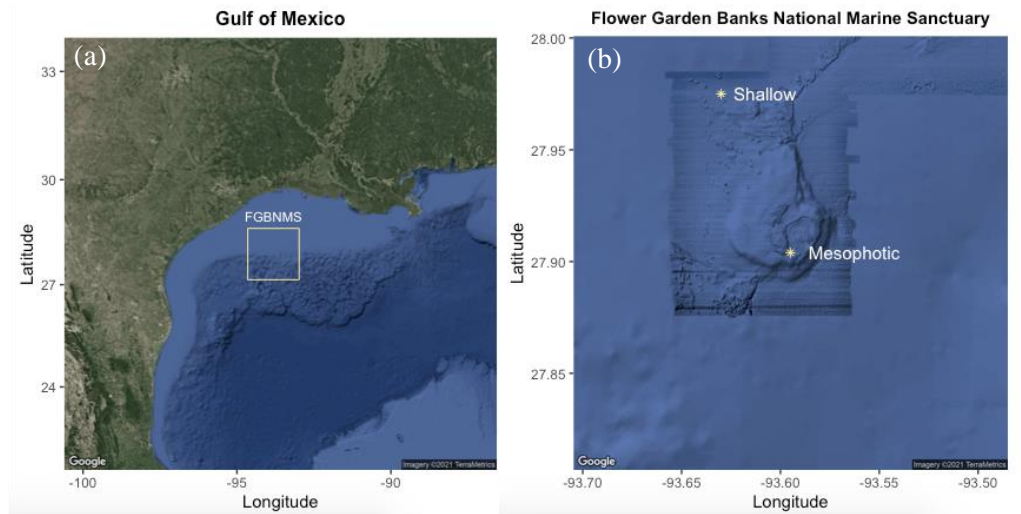 Gulf of Mexico
(a)
33
30
27
24
Latitude
FGBNMS
Google
Imagery ©2021 TerraMetrics
-100
-95
-90
Longitude
Flower Garden Banks National Marine Sanctuary
28.00
(b)
Shallow
27.95
27.90
Mesophotic
27.85
Latitude
Google
Imagery ©2021 TerraMetrics
-93.70
-93.65
-93.60
-93.55
-93.50
Longitude